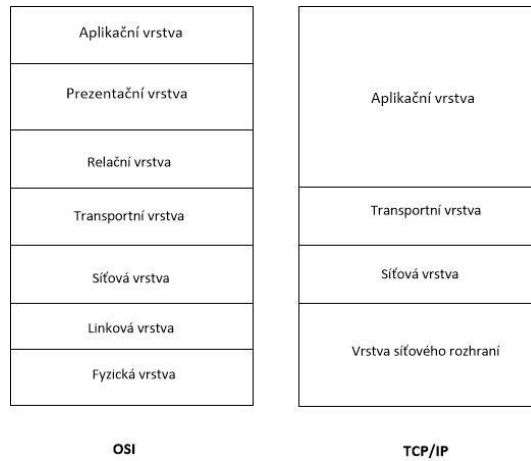 Aplikační vrstva
Prezentační vrstva
Relační vrstva
Transportní vrstva
Síťová vrstva
Linková vrstva
Fyzická vrstva
OSI
Aplikační vrstva
Transportní vrstva
Síťová vrstva
Vrstva síťového rozhraní
TCP/IP